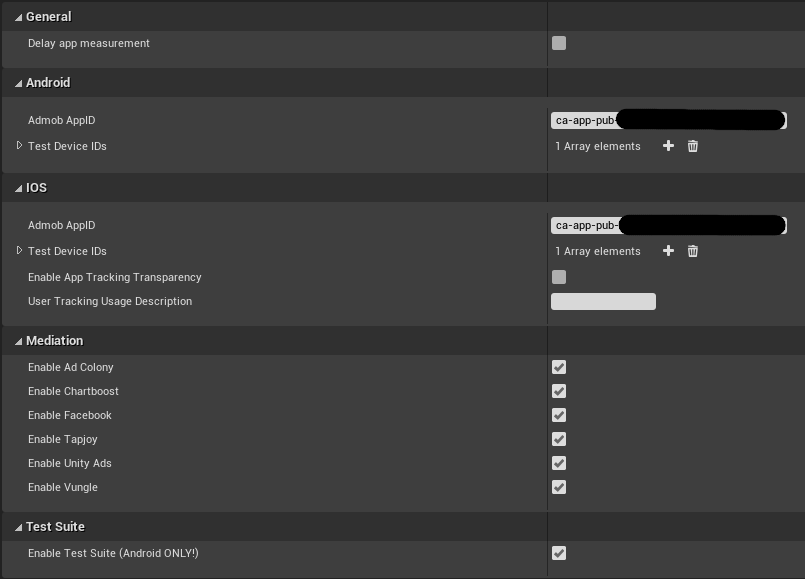 General
Delay app measurement
Android
Admob AppID ca-app-pub-
Test Device IDs 1 Array elements
IOS
Admob AppID ca-app-pub-
Test Device IDs 1 Array elements
Enable App Tracking Transparency
User Tracking Usage Description
Mediation
Enable Ad Colony
Enable Chartboost
Enable Facebook
Enable Tapjoy
Enable Unity Ads
Enable Vungle
Test Suite
Enable Test Suite (Android ONLY!)